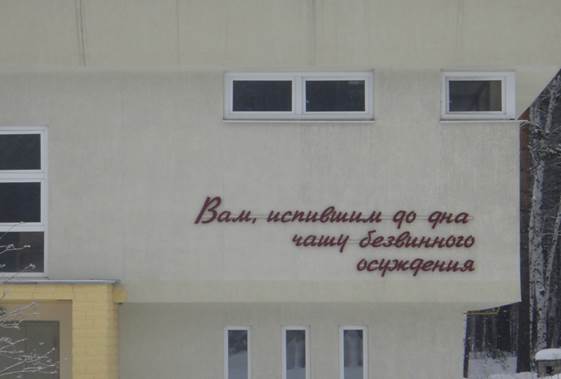 Вам, испившим до дна
чашу безвинного
осуждения